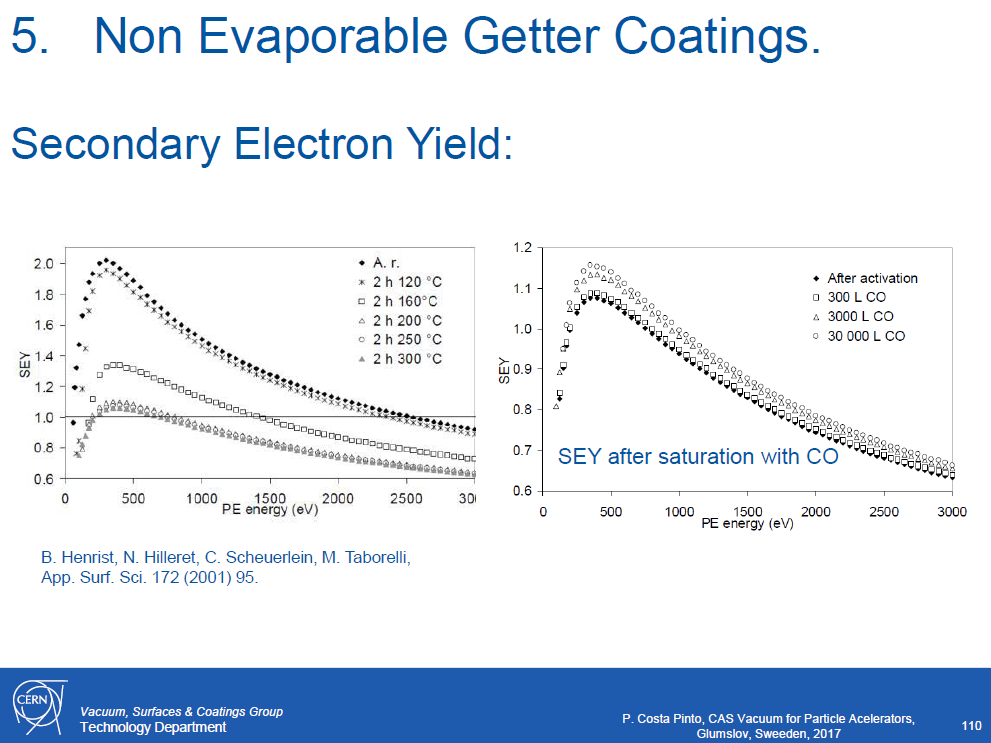 5. Non Evaporable Getter Coatings.
Secondary Electron Yield:
SEY
2.0
1.8
1.6
1.4
1.2
1.0
0.8
0.6
0
500
1000
1500
2000
2500
30
PE energy (eV)
A. r.
2 h 120 °C
2 h 160°C
2 h 200 °C
2 h 250 °C
2 h 300 °C
SEY
1.2
1.1
1.0
0.9
0.8
0.7
0.6
0
500
1000
1500
2000
2500
3000
PE energy (eV)
After activation
300 L CO
3000 L CO
30 000 L CO
SEY after saturation with CO
B. Henrist, N. Hilleret, C. Scheuerlein, M. Taborelli,
App. Surf. Sci. 172 (2001) 95.
CERN
Vacuum, Surfaces & Coatings Group
Technology Department
P. Costa Pinto, CAS Vacuum for Particle Acelerators,
Glumslov, Sweeden, 2017
110